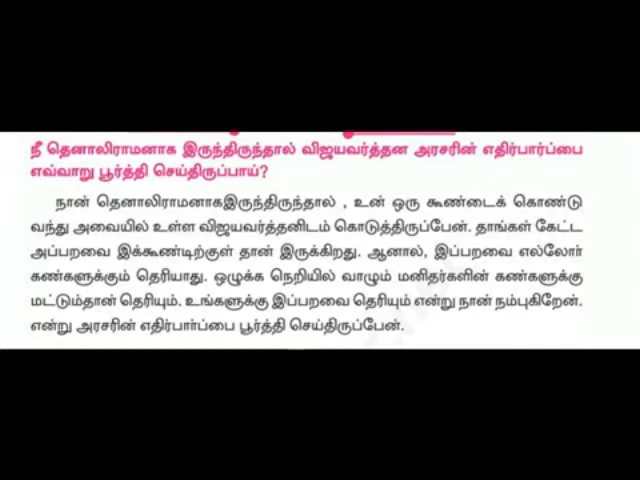 நீ தெனாலிராமனாக இருந்திருந்தால் விஜயவர்த்தன அரசரின் எதிர்பார்ப்பை
எவ்வாறு பூர்த்தி செய்திருப்பாய்?
நான் தெனாலிராமனாகஇருந்திருந்தால் , உன் ஒரு கூண்டைக் கொண்டு
வந்து அவையில் உள்ள விஜயவர்த்தனிடம் கொடுத்திருப்பேன். தாங்கள் கேட்ட
அப்பறவை இக்கூண்டிற்குள் தான் இருக்கிறது. ஆனால், இப்பறவை எல்லோர்
கண்களுக்கும் தெரியாது. ஒழுக்க நெறியில் வாழும் மனிதர்களின் கண்களுக்கு
மட்டும்தான் தெரியும். உங்களுக்கு இப்பறவை தெரியும் என்று நான் நம்புகிறேன்.
என்று அரசரின் எதிர்பார்ப்பை பூர்த்தி செய்திருப்பேன்.